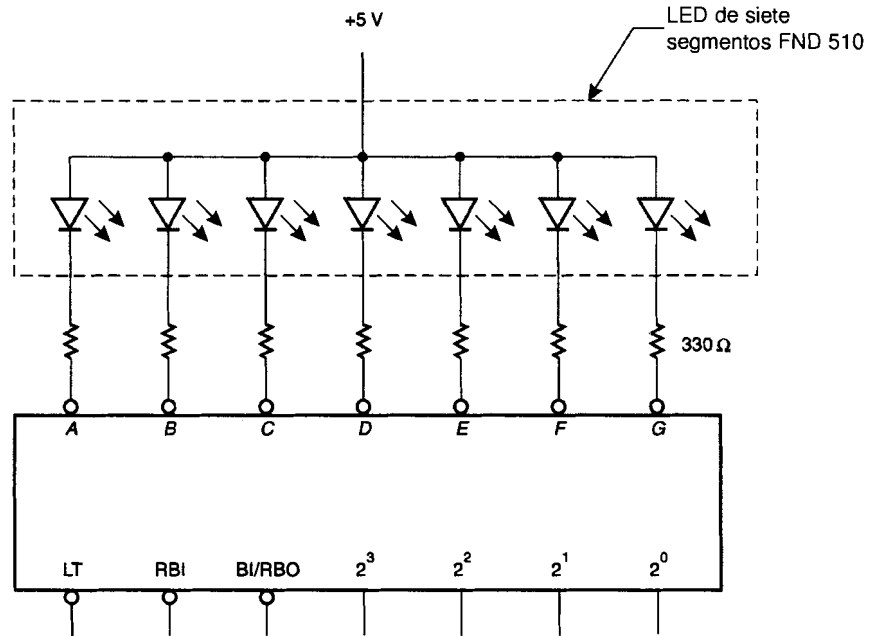 +5 V
LED de siete
segmentos FND 510
330 Ω
A B C D E F G
LT RBI BI/RBO 2³ 2² 2¹ 2⁰